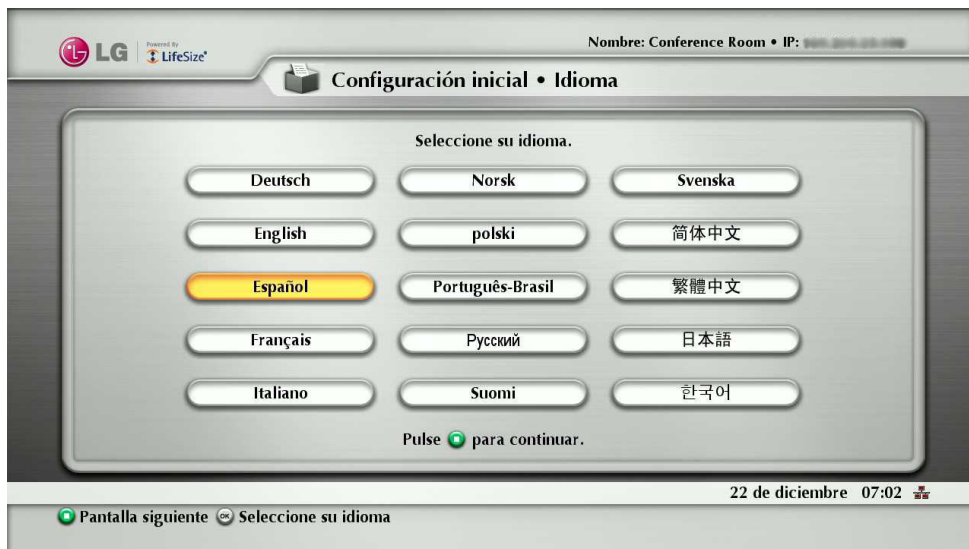 LG Powered By LifeSize
Nombre: Conference Room • IP:
Configuración inicial • Idioma
Seleccione su idioma.
Deutsch Norsk Svenska
English polski 简体中文
Español Português-Brasil 繁體中文
Français Русский 日本語
Italiano Suomi 한국어
Pulse para continuar.
22 de diciembre 07:02
Pantalla siguiente OK Seleccione su idioma